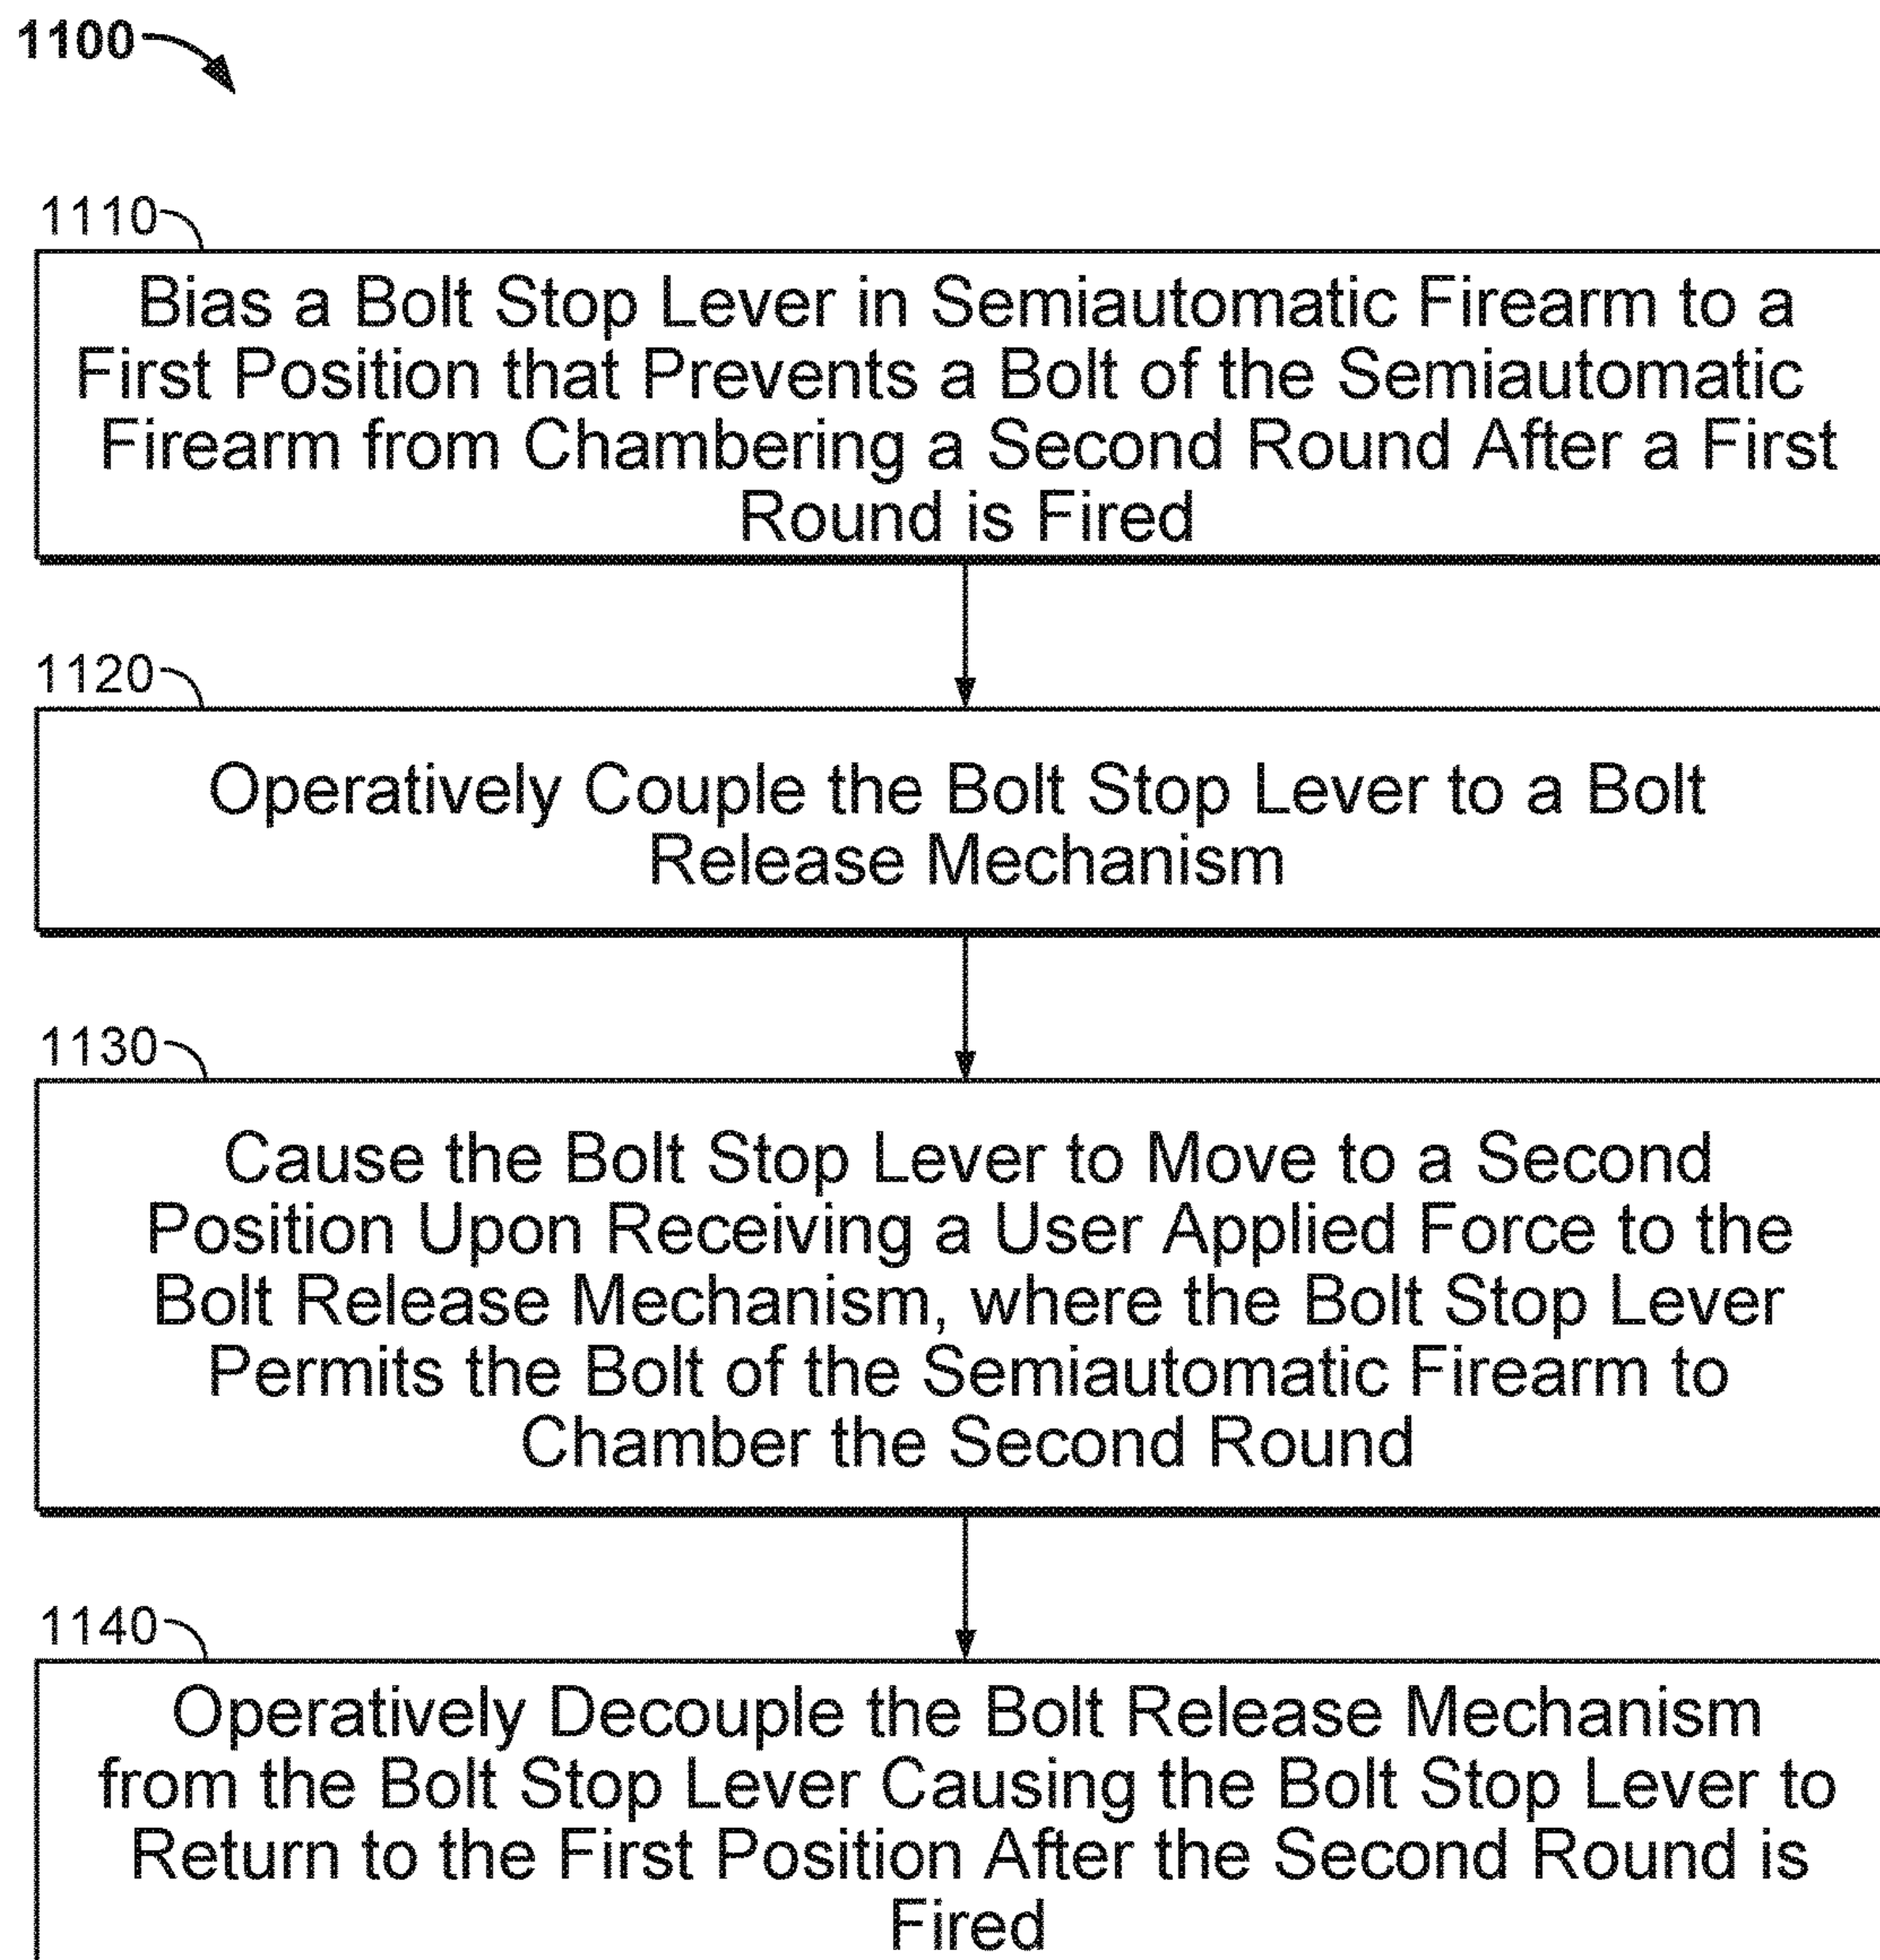 1100
1110
Bias a Bolt Stop Lever in Semiautomatic Firearm to a
First Position that Prevents a Bolt of the Semiautomatic
Firearm from Chambering a Second Round After a First
Round is Fired
1120
Operatively Couple the Bolt Stop Lever to a Bolt
Release Mechanism
1130
Cause the Bolt Stop Lever to Move to a Second
Position Upon Receiving a User Applied Force to the
Bolt Release Mechanism, where the Bolt Stop Lever
Permits the Bolt of the Semiautomatic Firearm to
Chamber the Second Round
1140
Operatively Decouple the Bolt Release Mechanism
from the Bolt Stop Lever Causing the Bolt Stop Lever to
Return to the First Position After the Second Round is
Fired